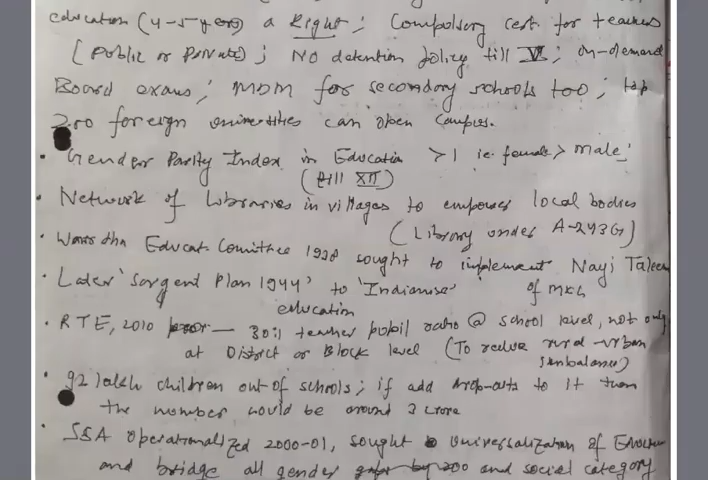 education (4-5 years) a Right; Compulsory cert for teachers
(Public or Private); No detention policy till VI; on-demand
Board exams; MDM for secondary schools too; top
200 foreign universities can open campus.
• Gender Parity Index in Education >1 ie. female > male
(till XII)
• Network of Libraries in villages to empower local bodies
(Library under A-243G)
• Wardha Educat. Comittee 1938 sought to implement Nayi Taleem
of MKG
• Later 'Sargent Plan 1944' to 'Indianise'
education
• RTE, 2010 — 30:1 teacher pupil ratio @ school level, not only
at District or Block level (To reduce rural-urban
imbalance)
• 92 lakh children out of schools; if add drop-outs to it then
the number would be around 2 crore
• SSA operationalized 2000-01, sought universalization of
and bridge all gender and social category